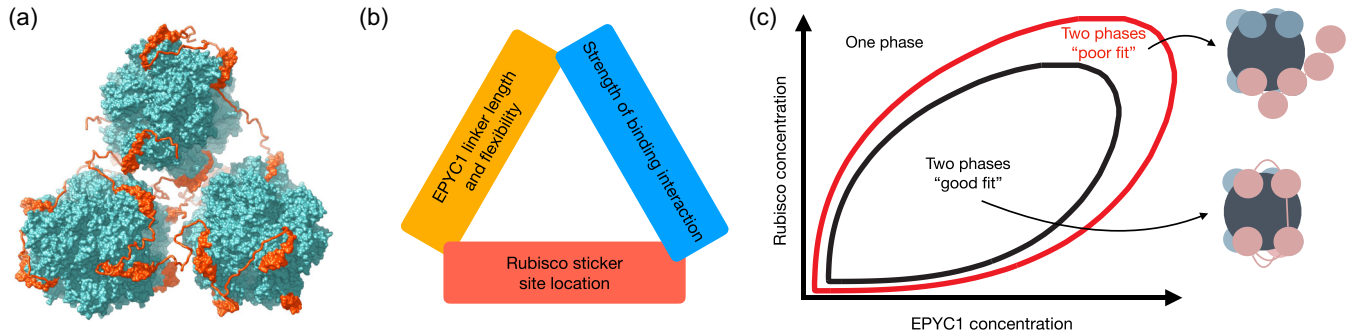 (a)
(b)
EPYC1 linker length
and flexibility
Strength of binding interaction
Rubisco sticker
site location
(c)
Rubisco concentration
One phase
Two phases
“poor fit”
Two phases
“good fit”
EPYC1 concentration